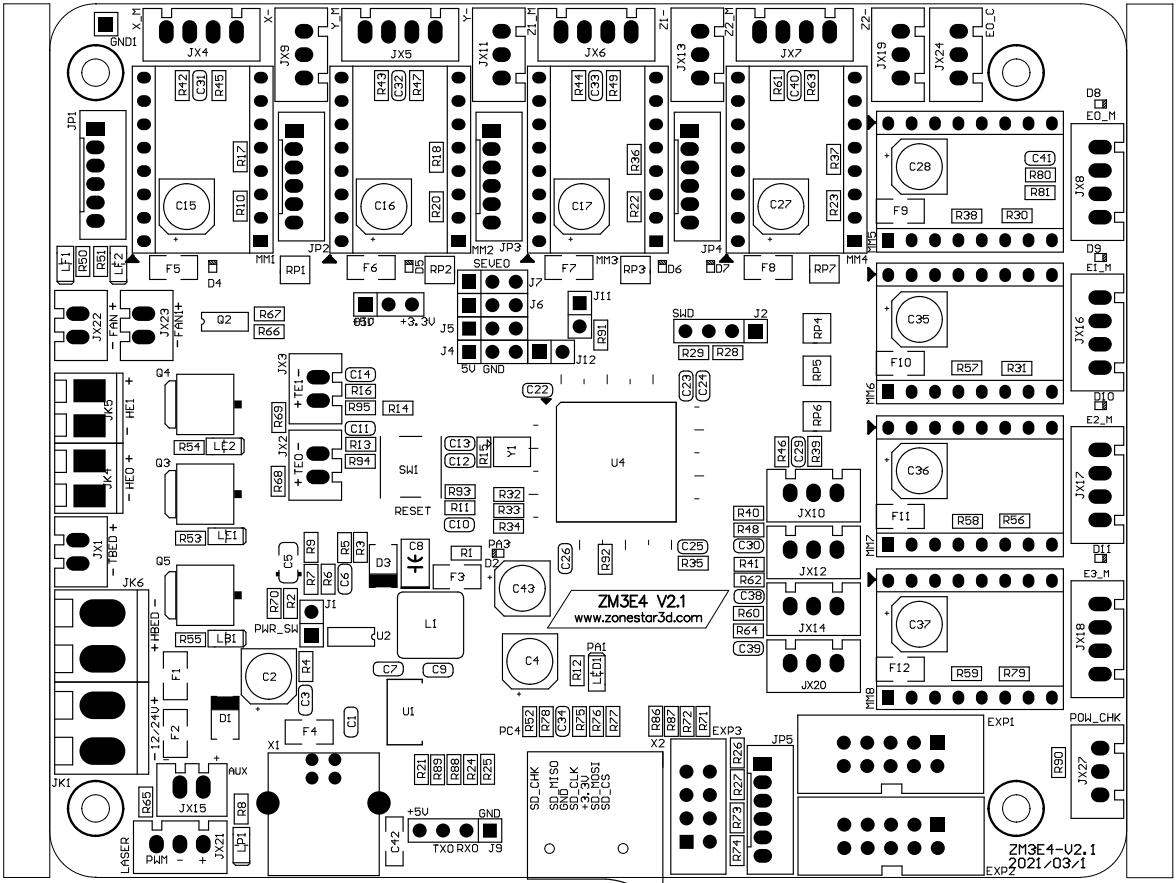 GND1
X_M
JX4
X-
JX9
Y_M
JX5
Y-
JX11
Z1_M
JX6
Z1-
JX13
Z2_M
JX7
Z2-
JX19
JX24
E0_C
R42
C31
R45
R43
C32
R47
R44
C33
R49
R61
C40
R63
D8
E0_M
JP1
R17
R18
R36
R37
C28
C41
R80
R81
JX8
C15
R10
C16
R20
C17
R22
C27
R23
F9
R38
R30
MM5
D9
LF1
R50
R51
LF2
F5
D4
MM1
RP1
JP2
F6
D5
RP2
MM2
JP3
F7
MM3
RP3
D6
JP4
D7
F8
RP7
MM4
E1_M
SEVEO
J7
J6
J5
J4
J12
5V GND
+3.3V
J11
R91
JX22
-FAN+
JX23
-FAN1+
Q2
R67
R66
SWD
J2
R29
R28
RP4
RP5
RP6
C35
JX16
F10
R57
R31
MM6
D10
E2_M
Q4
JX3
+TE1-
C14
R16
R95
R14
R69
C22
C23
C24
JK5
-HE1+
R54
LE2
JX2
+TE0-
C11
R13
R94
R68
SW1
RESET
C13
C12
R15
Y1
U4
R46
C29
R39
C36
JX17
JK4
-HE0+
Q3
R93
R11
C10
R32
R33
R34
JX10
F11
R58
R56
MM7
D11
R53
LE1
JX1
-TBED+
R40
R48
C30
R41
R62
C38
R60
R64
C39
JX12
JX14
JX20
E3_M
Q5
C5
R9
R5
R3
R7
R6
C6
D3
C8
R1
PA3
D2
F3
C26
R92
C25
R35
JK6
-HBED+
R70
R2
J1
PWR_SW
U2
L1
C43
ZM3E4 V2.1
www.zonestar3d.com
C37
JX18
R55
LB1
F12
R59
R79
MM8
F1
C2
R4
C7
C9
C4
R12
LED1
PA1
-12/24V+
F2
D1
C3
F4
C1
U1
PC4
R52
R78
C34
R75
R76
R77
R86
R87
R72
R71
EXP3
EXP1
POW_CHK
JK1
AUX
JX15
X1
R21
R89
R88
R24
R25
SD_CHK
SD_MISO
GND
SD_CLK
+3.3V
SD_MOSI
SD_CS
X2
R26
R27
R73
R74
JP5
R90
JX27
R65
R8
LASER
PWM - +
JX21
LP1
C42
+5V
GND
TX0 RX0
J9
EXP2
ZM3E4-V2.1
2021/03/1